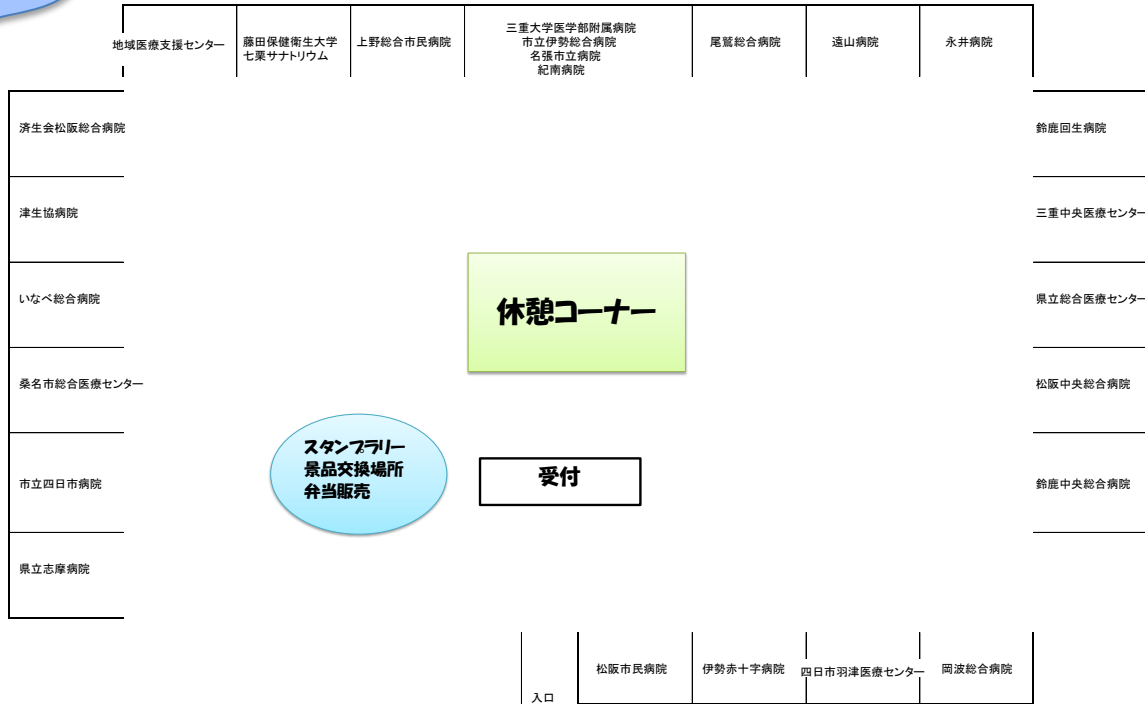 地域医療支援センター
藤田保健衛生大学
七栗サナトリウム
上野総合市民病院
三重大学医学部附属病院
市立伊勢総合病院
名張市立病院
紀南病院
尾鷲総合病院
遠山病院
永井病院
済生会松阪総合病院
津生協病院
いなべ総合病院
桑名市総合医療センター
市立四日市病院
県立志摩病院
休憩コーナー
スタンプラリー
景品交換場所
弁当販売
受付
鈴鹿回生病院
三重中央医療センター
県立総合医療センター
松阪中央総合病院
鈴鹿中央総合病院
入口
松阪市民病院
伊勢赤十字病院
四日市羽津医療センター
岡波総合病院